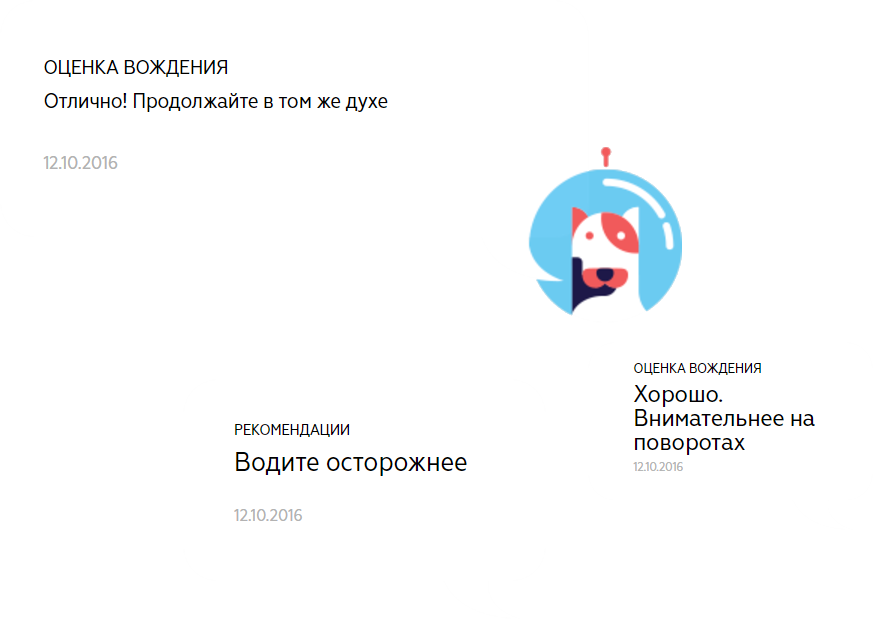 ОЦЕНКА ВОЖДЕНИЯ
Отлично! Продолжайте в том же духе
12.10.2016
ОЦЕНКА ВОЖДЕНИЯ
Хорошо.
Внимательнее на
поворотах
12.10.2016
РЕКОМЕНДАЦИИ
Водите осторожнее
12.10.2016